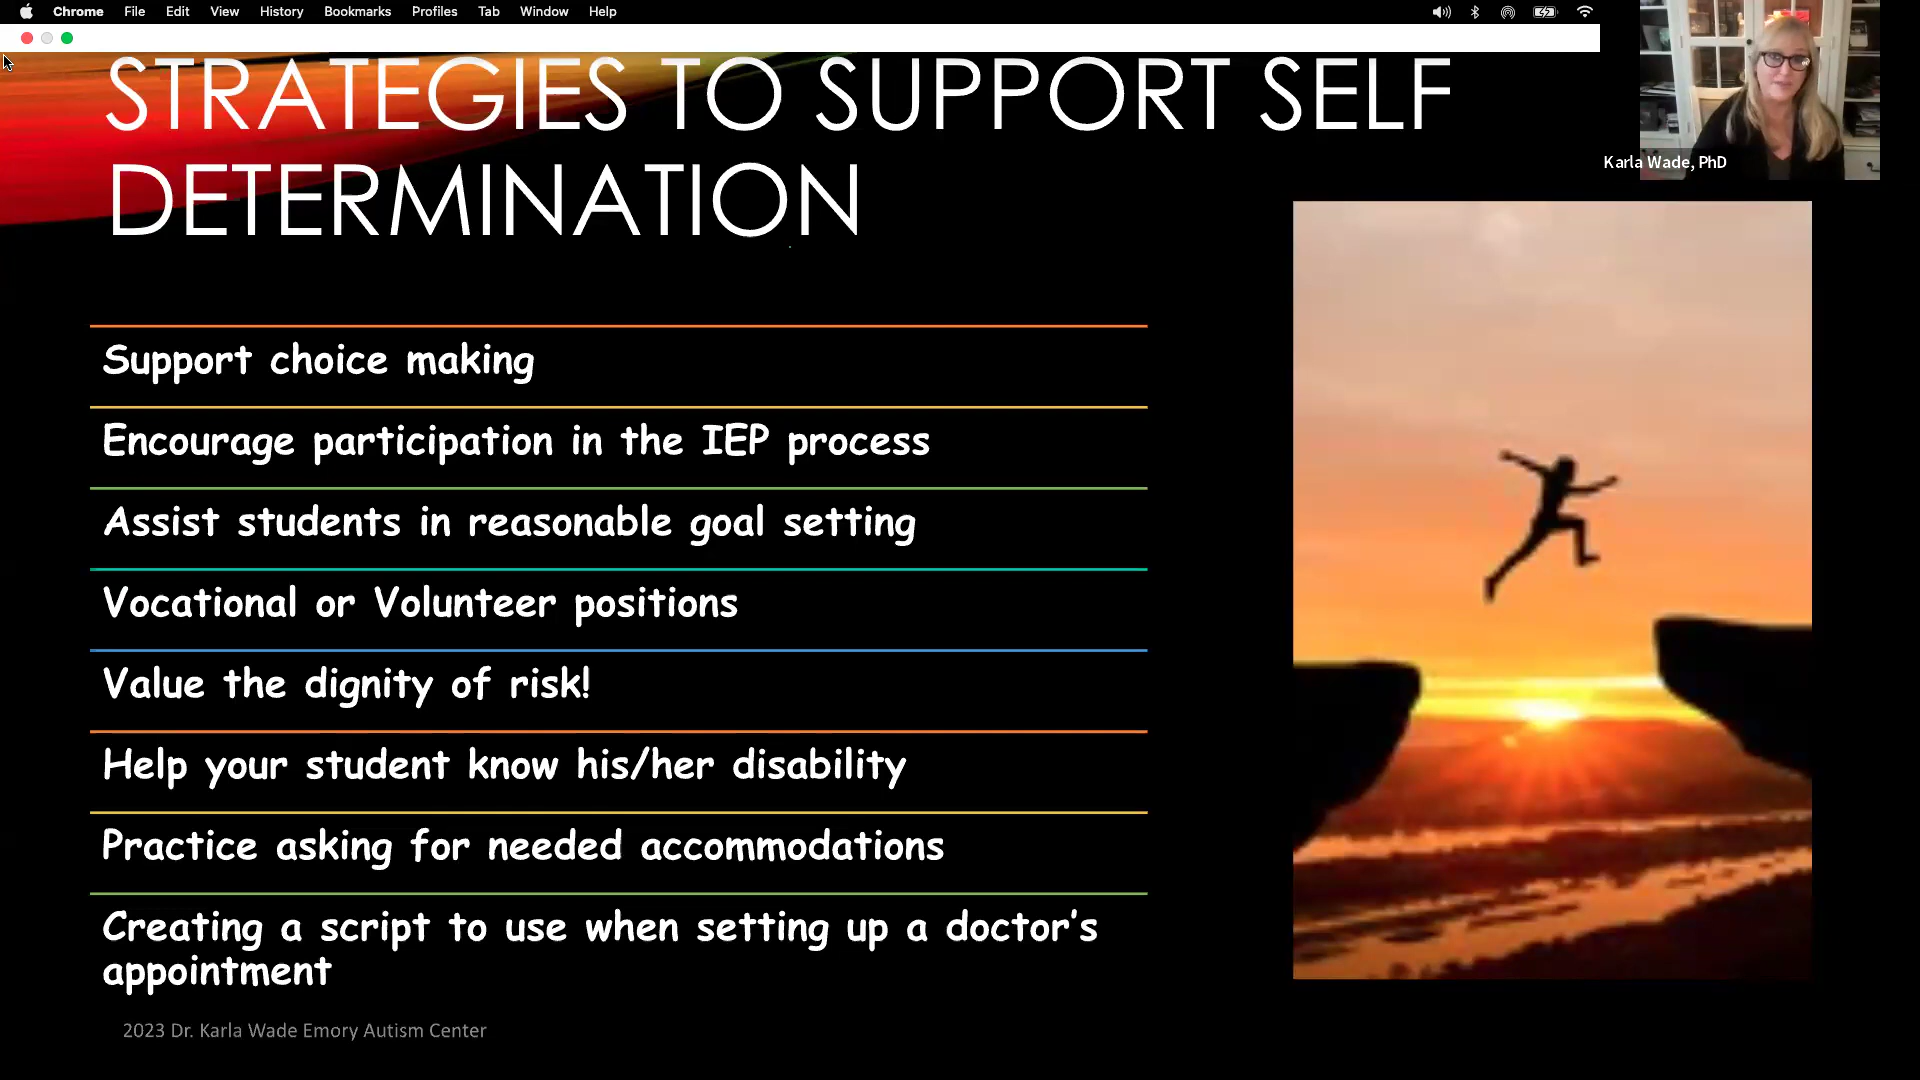 Chrome File Edit View History Bookmarks Profiles Tab Window Help
STRATEGIES TO SUPPORT SELF
DETERMINATION
Karla Wade, PhD
Support choice making
Encourage participation in the IEP process
Assist students in reasonable goal setting
Vocational or Volunteer positions
Value the dignity of risk!
Help your student know his/her disability
Practice asking for needed accommodations
Creating a script to use when setting up a doctor's
appointment
2023 Dr. Karla Wade Emory Autism Center